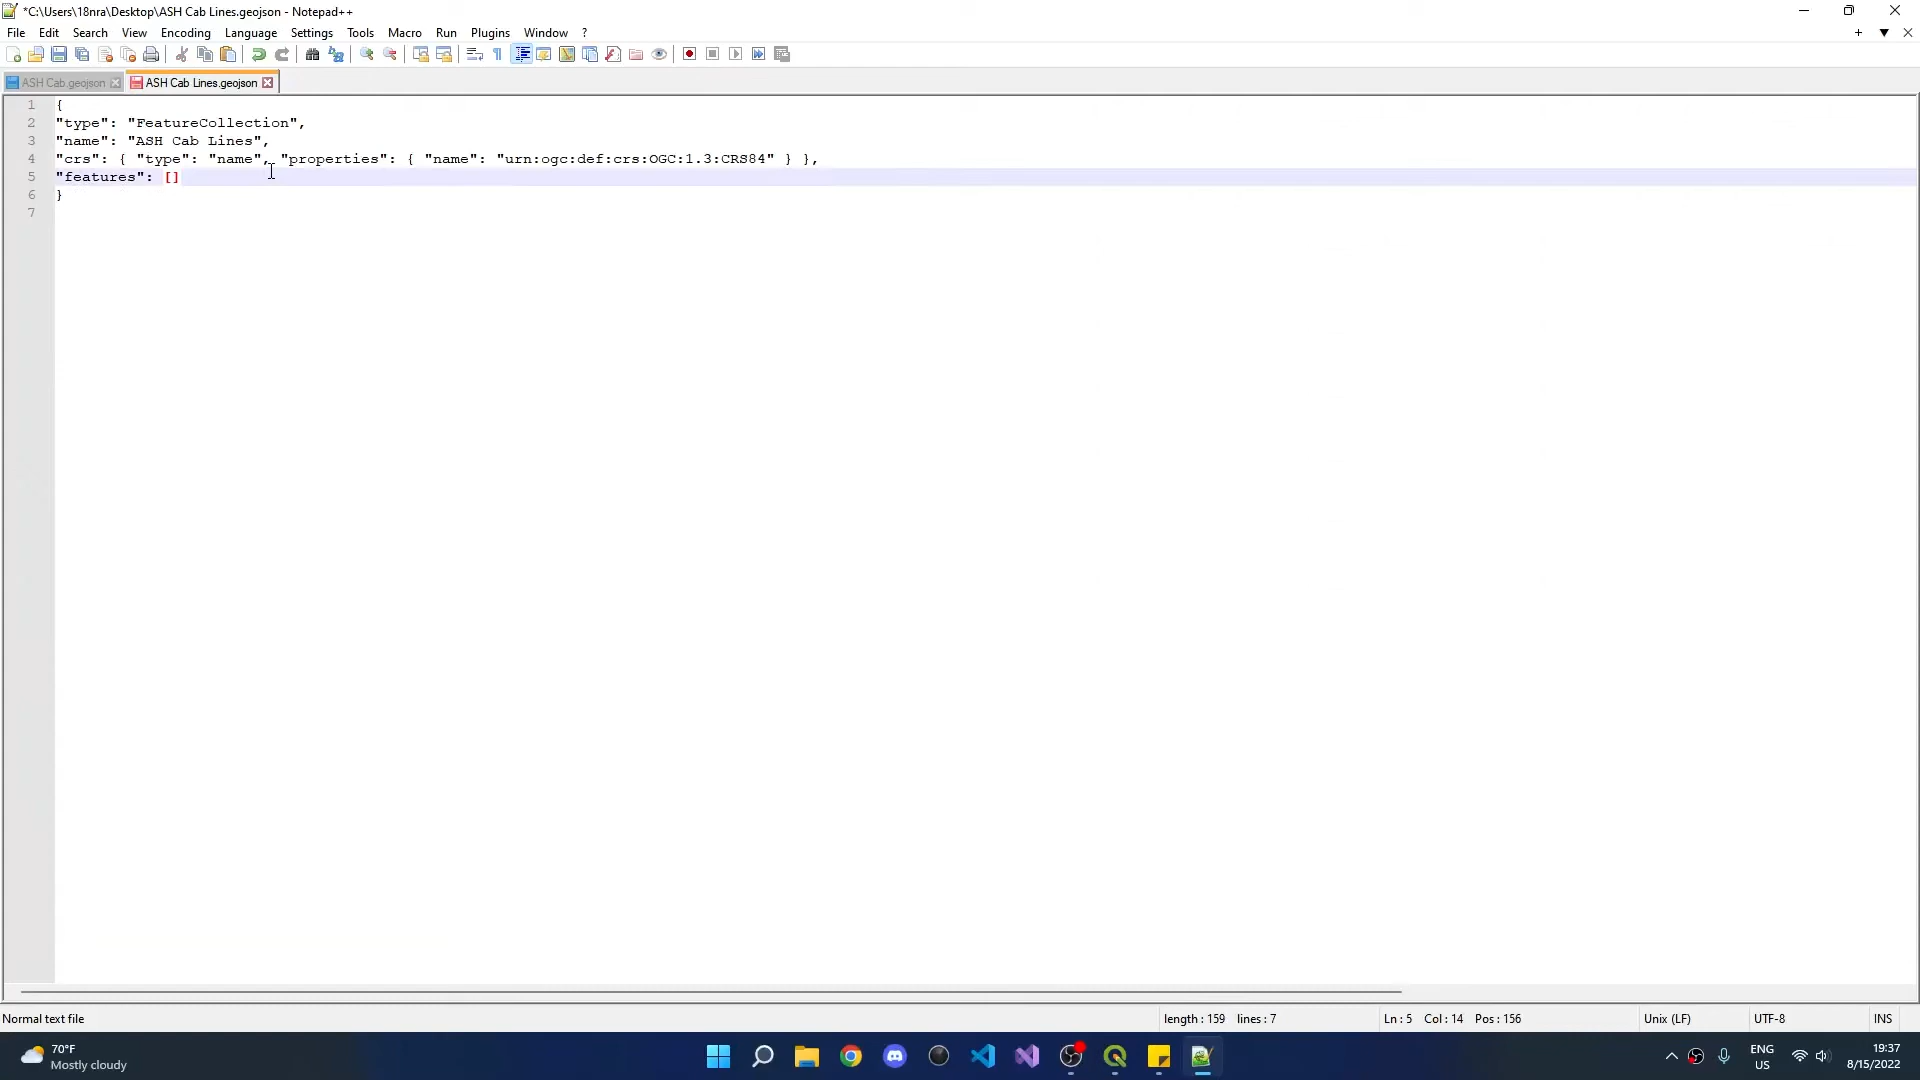 *C:\Users\18nra\Desktop\ASH Cab Lines.geojson - Notepad++
File Edit Search View Encoding Language Settings Tools Macro Run Plugins Window ?
ASH Cab.geojson ASH Cab Lines.geojson
1 {
2 "type": "FeatureCollection",
3 "name": "ASH Cab Lines",
4 "crs": { "type": "name", "properties": { "name": "urn:ogc:def:crs:OGC:1.3:CRS84" } },
5 "features": []
6 }
7
Normal text file length : 159 lines : 7 Ln : 5 Col : 14 Pos : 156 Unix (LF) UTF-8 INS
70°F
Mostly cloudy
ENG
US
19:37
8/15/2022